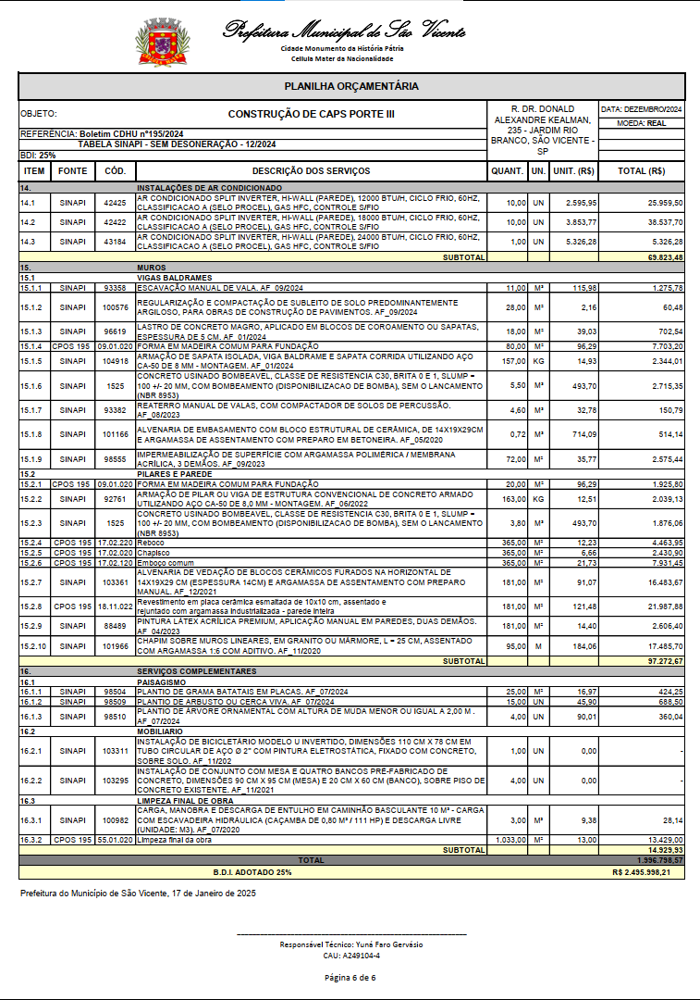 Prefeitura Municipal de São Vicente
Cidade Monumento da História Pátria
Cellula Mater da Nacionalidade
PLANILHA ORÇAMENTÁRIA
OBJETO: CONSTRUÇÃO DE CAPS PORTE III
R. DR. DONALD
ALEXANDRE KEALMAN,
235 - JARDIM RIO
BRANCO, SÃO VICENTE -
SP
DATA: DEZEMBRO/2024
MOEDA: REAL
REFERÊNCIA: Boletim CDHU nº195/2024
TABELA SINAPI - SEM DESONERAÇÃO - 12/2024
BDI: 25%
ITEM FONTE CÓD. DESCRIÇÃO DOS SERVIÇOS QUANT. UN. UNIT. (R$) TOTAL (R$)
14. INSTALAÇÕES DE AR CONDICIONADO
14.1 SINAPI 42425 AR CONDICIONADO SPLIT INVERTER, HI-WALL (PAREDE), 12000 BTU/H, CICLO FRIO, 60HZ,
CLASSIFICACAO A (SELO PROCEL), GAS HFC, CONTROLE S/FIO 10,00 UN 2.595,95 25.959,50
14.2 SINAPI 42422 AR CONDICIONADO SPLIT INVERTER, HI-WALL (PAREDE), 18000 BTU/H, CICLO FRIO, 60HZ,
CLASSIFICACAO A (SELO PROCEL), GAS HFC, CONTROLE S/FIO 10,00 UN 3.853,77 38.537,70
14.3 SINAPI 43184 AR CONDICIONADO SPLIT INVERTER, HI-WALL (PAREDE), 24000 BTU/H, CICLO FRIO, 60HZ,
CLASSIFICACAO A (SELO PROCEL), GAS HFC, CONTROLE S/FIO 1,00 UN 5.326,28 5.326,28
SUBTOTAL 69.823,48
15. MUROS
15.1 VIGAS BALDRAMES
15.1.1 SINAPI 93358 ESCAVAÇÃO MANUAL DE VALA. AF_09/2024 11,00 M³ 115,98 1.275,78
15.1.2 SINAPI 100576 REGULARIZAÇÃO E COMPACTAÇÃO DE SUBLEITO DE SOLO PREDOMINANTEMENTE
ARGILOSO, PARA OBRAS DE CONSTRUÇÃO DE PAVIMENTOS. AF_09/2024 28,00 M² 2,16 60,48
15.1.3 SINAPI 96619 LASTRO DE CONCRETO MAGRO, APLICADO EM BLOCOS DE COROAMENTO OU SAPATAS,
ESPESSURA DE 5 CM. AF_01/2024 18,00 M² 39,03 702,54
15.1.4 CPOS 195 09.01.020 FORMA EM MADEIRA COMUM PARA FUNDAÇÃO 80,00 M² 96,29 7.703,20
15.1.5 SINAPI 104918 ARMAÇÃO DE SAPATA ISOLADA, VIGA BALDRAME E SAPATA CORRIDA UTILIZANDO AÇO
CA-50 DE 8 MM - MONTAGEM. AF_01/2024 157,00 KG 14,93 2.344,01
15.1.6 SINAPI 1525 CONCRETO USINADO BOMBEAVEL, CLASSE DE RESISTENCIA C30, BRITA 0 E 1, SLUMP =
100 +/- 20 MM, COM BOMBEAMENTO (DISPONIBILIZACAO DE BOMBA), SEM O LANCAMENTO
(NBR 8953) 5,50 M³ 493,70 2.715,35
15.1.7 SINAPI 93382 REATERRO MANUAL DE VALAS, COM COMPACTADOR DE SOLOS DE PERCUSSÃO.
AF_08/2023 4,60 M³ 32,78 150,79
15.1.8 SINAPI 101166 ALVENARIA DE EMBASAMENTO COM BLOCO ESTRUTURAL DE CERÂMICA, DE 14X19X29CM
E ARGAMASSA DE ASSENTAMENTO COM PREPARO EM BETONEIRA. AF_05/2020 0,72 M³ 714,09 514,14
15.1.9 SINAPI 98555 IMPERMEABILIZAÇÃO DE SUPERFÍCIE COM ARGAMASSA POLIMÉRICA / MEMBRANA
ACRÍLICA, 3 DEMÃOS. AF_09/2023 72,00 M² 35,77 2.575,44
15.2 PILARES E PAREDE
15.2.1 CPOS 195 09.01.020 FORMA EM MADEIRA COMUM PARA FUNDAÇÃO 20,00 M² 96,29 1.925,80
15.2.2 SINAPI 92761 ARMAÇÃO DE PILAR OU VIGA DE ESTRUTURA CONVENCIONAL DE CONCRETO ARMADO
UTILIZANDO AÇO CA-50 DE 8,0 MM - MONTAGEM. AF_06/2022 163,00 KG 12,51 2.039,13
15.2.3 SINAPI 1525 CONCRETO USINADO BOMBEAVEL, CLASSE DE RESISTENCIA C30, BRITA 0 E 1, SLUMP =
100 +/- 20 MM, COM BOMBEAMENTO (DISPONIBILIZACAO DE BOMBA), SEM O LANCAMENTO
(NBR 8953) 3,80 M³ 493,70 1.876,06
15.2.4 CPOS 195 17.02.220 Reboco 365,00 M² 12,23 4.463,95
15.2.5 CPOS 195 17.02.020 Chapisco 365,00 M² 6,66 2.430,90
15.2.6 CPOS 195 17.02.120 Emboço comum 365,00 M² 21,73 7.931,45
15.2.7 SINAPI 103361 ALVENARIA DE VEDAÇÃO DE BLOCOS CERÂMICOS FURADOS NA HORIZONTAL DE
14X19X29 CM (ESPESSURA 14CM) E ARGAMASSA DE ASSENTAMENTO COM PREPARO
MANUAL. AF_12/2021 181,00 M² 91,07 16.483,67
15.2.8 CPOS 195 18.11.022 Revestimento em placa cerâmica esmaltada de 10x10 cm, assentado e
rejuntado com argamassa industrializada - parede inteira 181,00 M² 121,48 21.987,88
15.2.9 SINAPI 88489 PINTURA LÁTEX ACRÍLICA PREMIUM, APLICAÇÃO MANUAL EM PAREDES, DUAS DEMÃOS.
AF_04/2023 181,00 M² 14,40 2.606,40
15.2.10 SINAPI 101966 CHAPIM SOBRE MUROS LINEARES, EM GRANITO OU MÁRMORE, L = 25 CM, ASSENTADO
COM ARGAMASSA 1:6 COM ADITIVO. AF_11/2020 95,00 M 184,06 17.485,70
SUBTOTAL 97.272,67
16. SERVIÇOS COMPLEMENTARES
16.1 PAISAGISMO
16.1.1 SINAPI 98504 PLANTIO DE GRAMA BATATAIS EM PLACAS. AF_07/2024 25,00 M² 16,97 424,25
16.1.2 SINAPI 98509 PLANTIO DE ARBUSTO OU CERCA VIVA. AF_07/2024 15,00 UN 45,90 688,50
16.1.3 SINAPI 98510 PLANTIO DE ÁRVORE ORNAMENTAL COM ALTURA DE MUDA MENOR OU IGUAL A 2,00 M .
AF_07/2024 4,00 UN 90,01 360,04
16.2 MOBILIARIO
16.2.1 SINAPI 103311 INSTALAÇÃO DE BICICLETÁRIO MODELO U INVERTIDO, DIMENSÕES 110 CM X 78 CM EM
TUBO CIRCULAR DE AÇO Ø 2" COM PINTURA ELETROSTÁTICA, FIXADO COM CONCRETO,
SOBRE SOLO. AF_11/202 1,00 UN 0,00 -
16.2.2 SINAPI 103295 INSTALAÇÃO DE CONJUNTO COM MESA E QUATRO BANCOS PRÉ-FABRICADO DE
CONCRETO, DIMENSÕES 90 CM X 95 CM (MESA) E 20 CM X 60 CM (BANCO), SOBRE PISO DE
CONCRETO EXISTENTE. AF_11/2021 4,00 UN 0,00 -
16.3 LIMPEZA FINAL DE OBRA
16.3.1 SINAPI 100982 CARGA, MANOBRA E DESCARGA DE ENTULHO EM CAMINHÃO BASCULANTE 10 M³ - CARGA
COM ESCAVADEIRA HIDRÁULICA (CAÇAMBA DE 0,80 M³ / 111 HP) E DESCARGA LIVRE
(UNIDADE: M3). AF_07/2020 3,00 M³ 9,38 28,14
16.3.2 CPOS 195 55.01.020 Limpeza final da obra 1.033,00 M² 13,00 13.429,00
SUBTOTAL 14.929,93
TOTAL 1.996.798,57
B.D.I. ADOTADO 25% R$ 2.495.998,21
Prefeitura do Município de São Vicente, 17 de Janeiro de 2025
Responsável Técnico: Yuná Faro Gervásio
CAU: A249104-4
Página 6 de 6